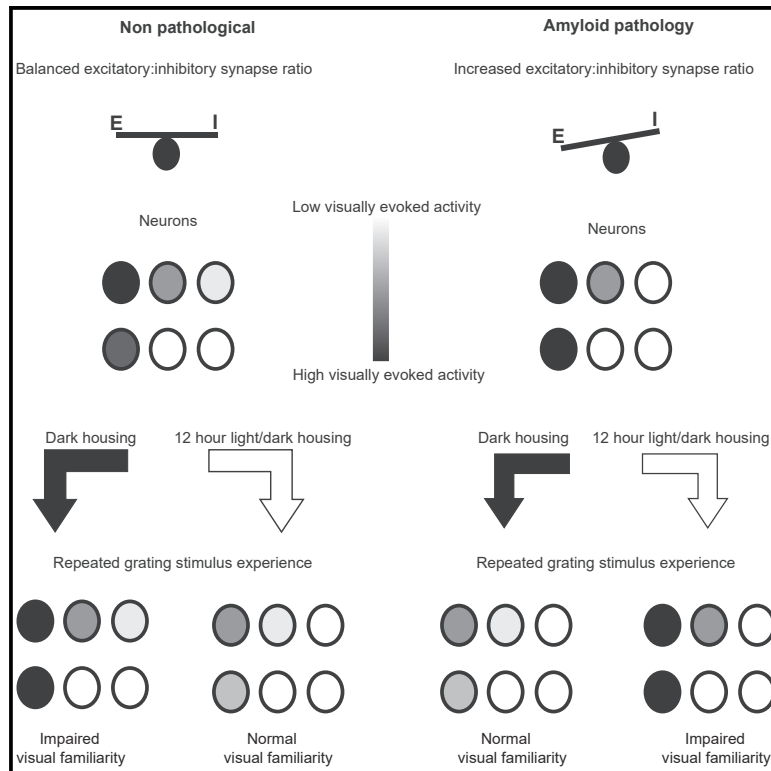 Non pathological
Amyloid pathology
Balanced excitatory:inhibitory synapse ratio
Increased excitatory:inhibitory synapse ratio
E
I
E
I
Low visually evoked activity
Neurons
Neurons
High visually evoked activity
Dark housing
12 hour light/dark housing
Dark housing
12 hour light/dark housing
Repeated grating stimulus experience
Repeated grating stimulus experience
Impaired
visual familiarity
Normal
visual familiarity
Normal
visual familiarity
Impaired
visual familiarity